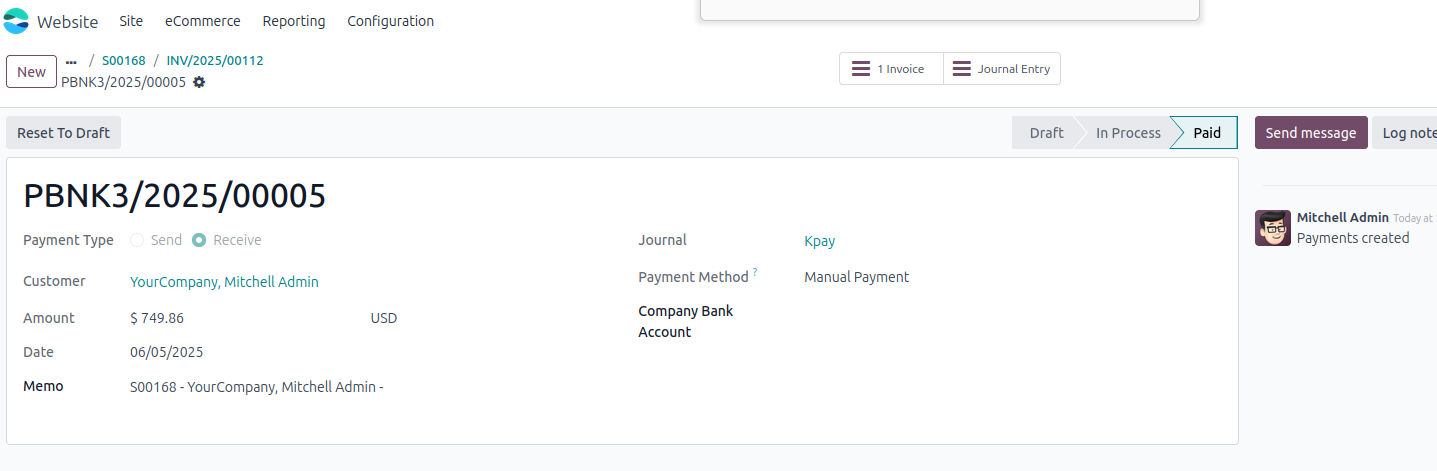 Website Site eCommerce Reporting Configuration
New ... / S00168 / INV/2025/00112
PBNK3/2025/00005
1 Invoice Journal Entry
Reset To Draft Draft In Process Paid Send message Log note
PBNK3/2025/00005
Payment Type Send Receive
Customer YourCompany, Mitchell Admin
Amount $ 749.86 USD
Date 06/05/2025
Memo S00168 - YourCompany, Mitchell Admin -
Journal Kpay
Payment Method ? Manual Payment
Company Bank
Account
Mitchell Admin Today at
Payments created